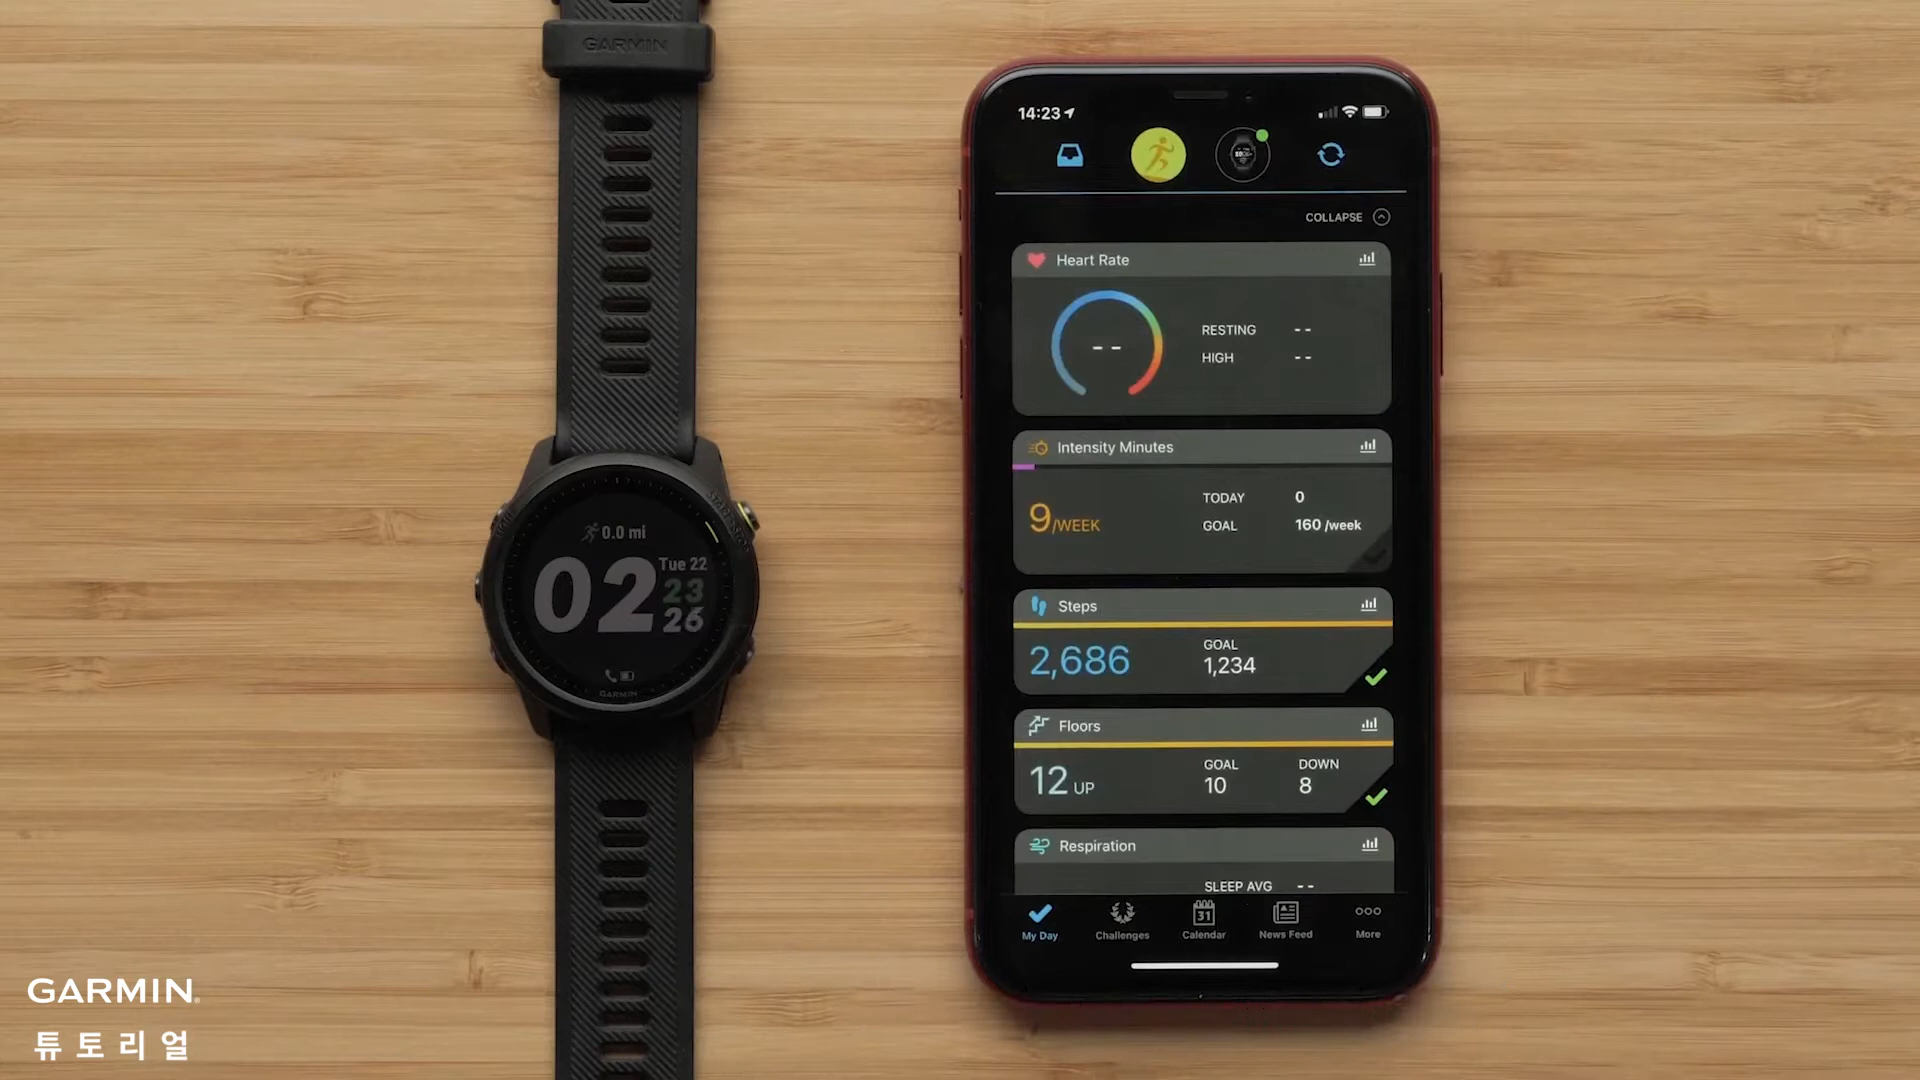 GARMIN
0.0 mi
02
Tue 22
23
26
GARMIN
14:23
COLLAPSE
Heart Rate
--
RESTING --
HIGH --
Intensity Minutes
9/WEEK
TODAY 0
GOAL 160 /week
Steps
2,686
GOAL
1,234
Floors
12 UP
GOAL
10
DOWN
8
Respiration
SLEEP AVG --
31
My Day
Challenges
Calendar
News Feed
More
GARMIN
튜토리얼